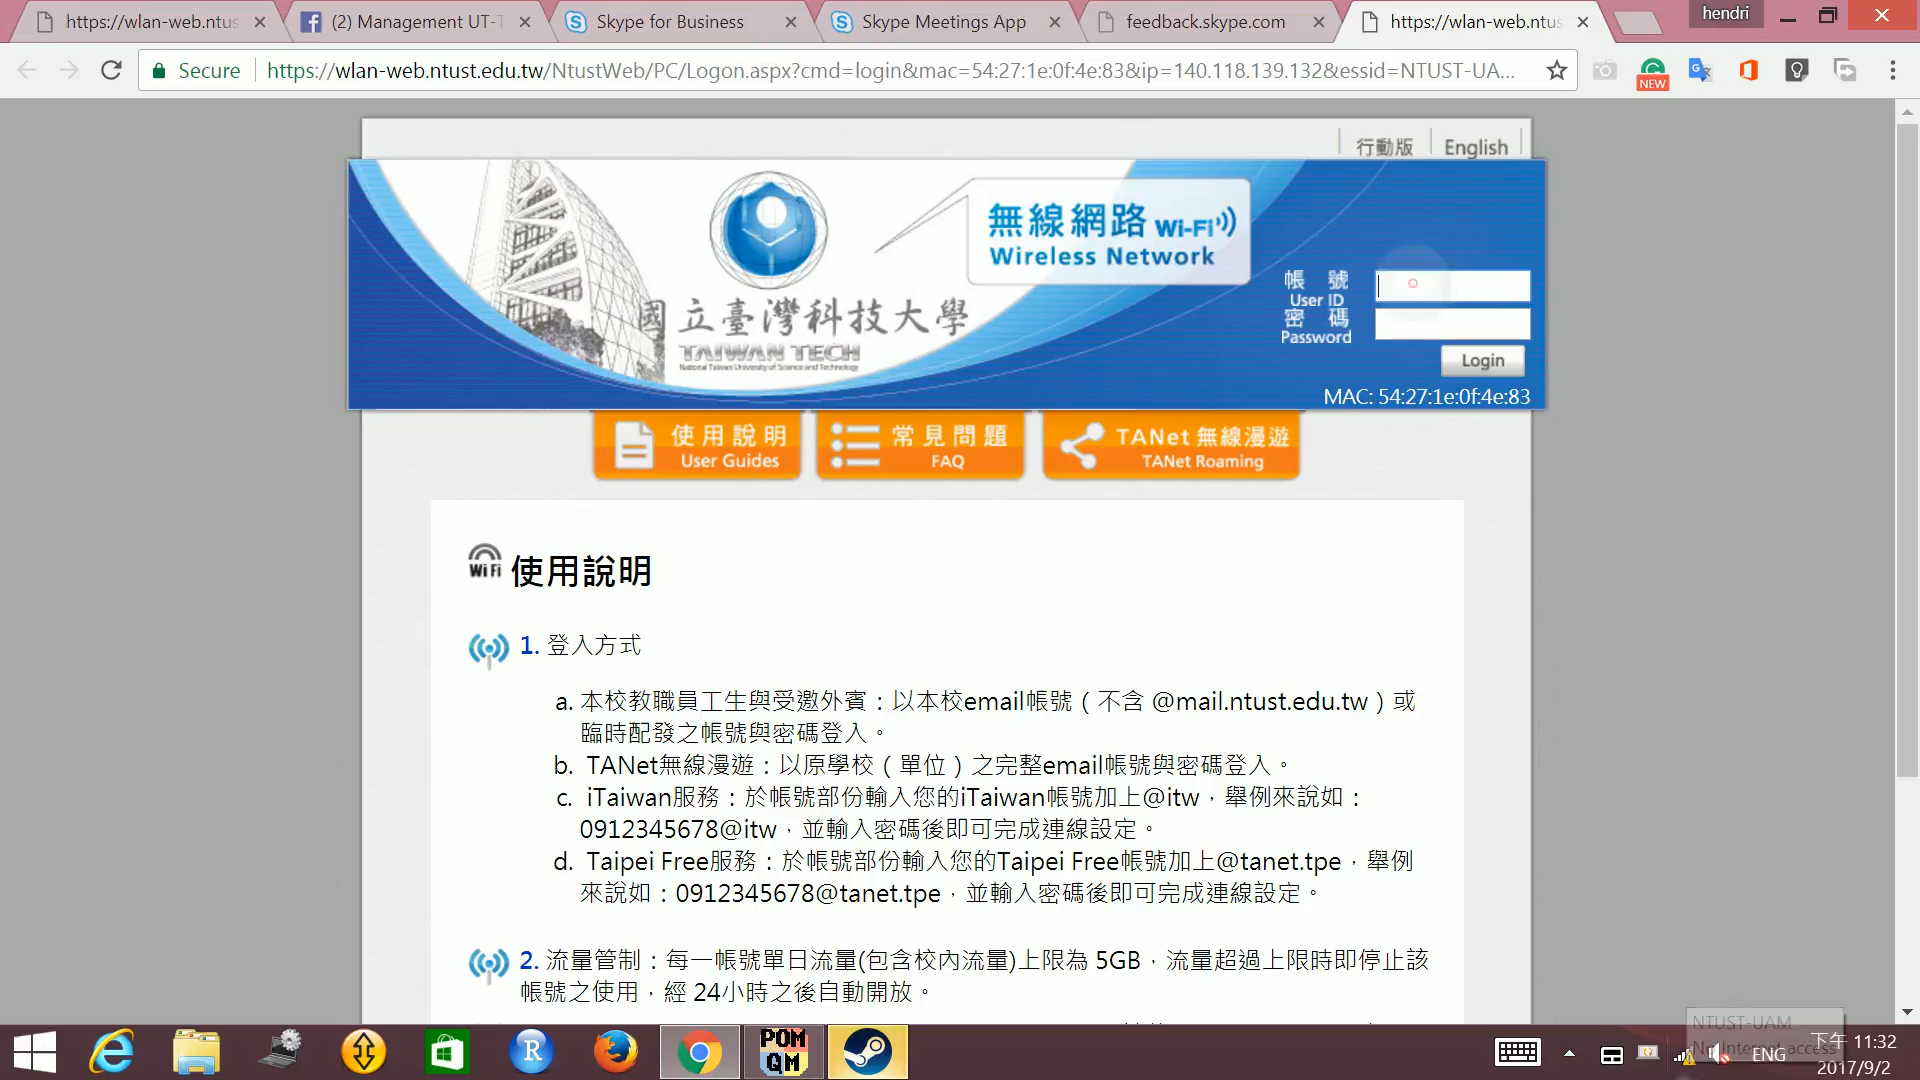 https://wlan-web.ntus
(2) Management UT-T
Skype for Business
Skype Meetings App
feedback.skype.com
https://wlan-web.ntus
hendri
Secure
https://wlan-web.ntust.edu.tw/NtustWeb/PC/Logon.aspx?cmd=login&mac=54:27:1e:0f:4e:83&ip=140.118.139.132&essid=NTUST-UA...
NEW
行動版
English
無線網路 Wi-Fi
Wireless Network
國立臺灣科技大學
TAIWAN TECH
National Taiwan University of Science and Technology
帳 號
User ID
密 碼
Password
Login
MAC: 54:27:1e:0f:4e:83
使用說明
User Guides
常見問題
FAQ
TANet 無線漫遊
TANet Roaming
WiFi
使用說明
1. 登入方式
a. 本校教職員工生與受邀外賓：以本校email帳號（不含 @mail.ntust.edu.tw）或
臨時配發之帳號與密碼登入。
b. TANet無線漫遊：以原學校（單位）之完整email帳號與密碼登入。
c. iTaiwan服務：於帳號部份輸入您的iTaiwan帳號加上@itw，舉例來說如：
0912345678@itw，並輸入密碼後即可完成連線設定。
d. Taipei Free服務：於帳號部份輸入您的Taipei Free帳號加上@tanet.tpe，舉例
來說如：0912345678@tanet.tpe，並輸入密碼後即可完成連線設定。
2. 流量管制：每一帳號單日流量(包含校內流量)上限為 5GB，流量超過上限時即停止該
帳號之使用，經 24小時之後自動開放。
NTUST-UAM
No Internet access
R
POM
QM
ENG
下午 11:32
2017/9/2